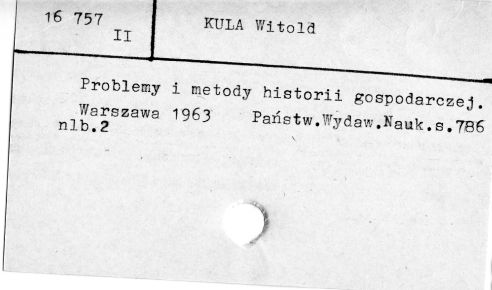 16 757
II
KULA Witold
Problemy i metody historii gospodarczej.
Warszawa 1963 Państw.Wydaw.Nauk.s.786
nlb.2